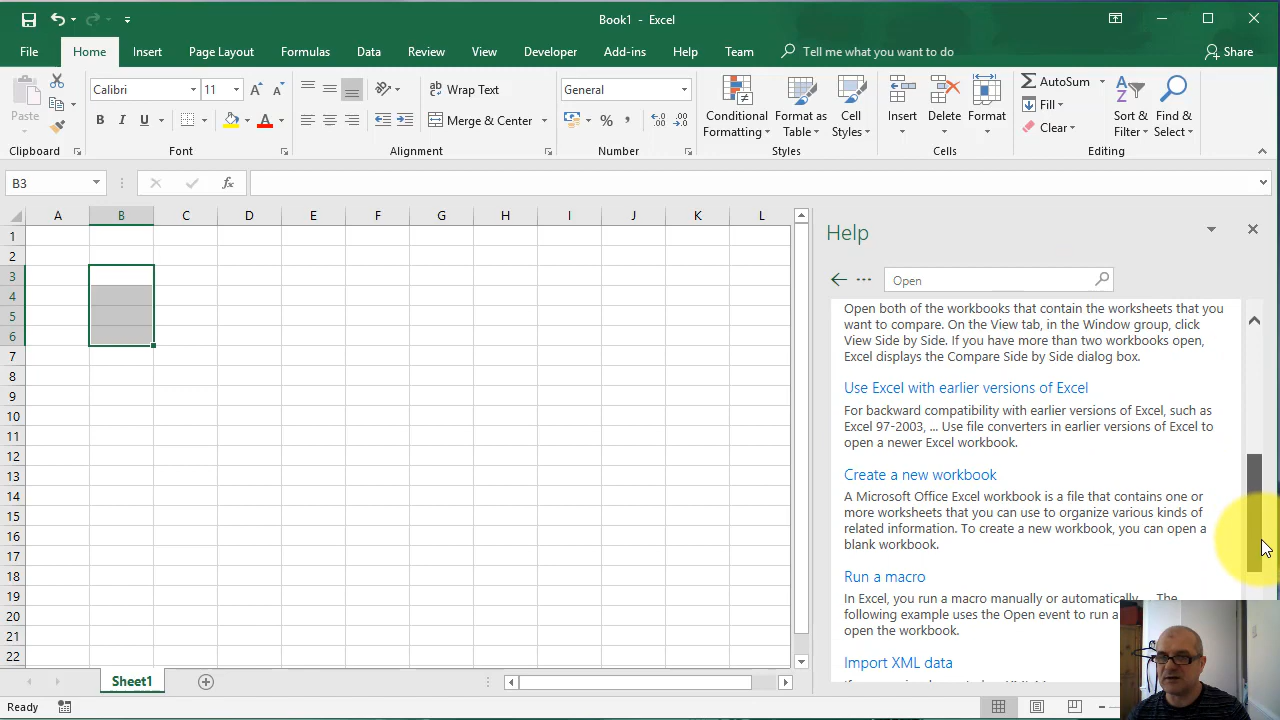 Book1 - Excel
File Home Insert Page Layout Formulas Data Review View Developer Add-ins Help Team Tell me what you want to do Share
Paste
Clipboard
Calibri 11
B I U
Font
Wrap Text
Merge & Center
Alignment
General
Number
Conditional Formatting
Format as Table
Cell Styles
Styles
Insert Delete Format
Cells
AutoSum
Fill
Clear
Sort & Filter
Find & Select
Editing
B3
fx
A B C D E F G H I J K L
1
2
3
4
5
6
7
8
9
10
11
12
13
14
15
16
17
18
19
20
21
22
Help
Open
Open both of the workbooks that contain the worksheets that you
want to compare. On the View tab, in the Window group, click
View Side by Side. If you have more than two workbooks open,
Excel displays the Compare Side by Side dialog box.
Use Excel with earlier versions of Excel
For backward compatibility with earlier versions of Excel, such as
Excel 97-2003, ... Use file converters in earlier versions of Excel to
open a newer Excel workbook.
Create a new workbook
A Microsoft Office Excel workbook is a file that contains one or
more worksheets that you can use to organize various kinds of
related information. To create a new workbook, you can open a
blank workbook.
Run a macro
In Excel, you run a macro manually or automatically. ... The
following example uses the Open event to run a
open the workbook.
Import XML data
Sheet1
Ready